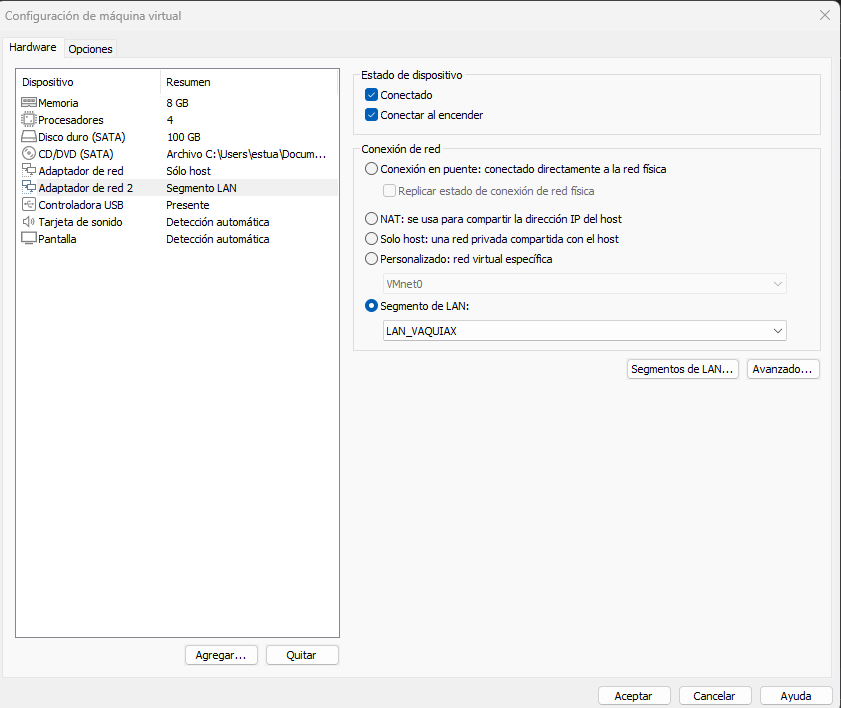 Configuración de máquina virtual
Hardware
Opciones
Dispositivo Resumen
Memoria 8 GB
Procesadores 4
Disco duro (SATA) 100 GB
CD/DVD (SATA) Archivo C:\Users\estua\Docum...
Adaptador de red Sólo host
Adaptador de red 2 Segmento LAN
Controladora USB Presente
Tarjeta de sonido Detección automática
Pantalla Detección automática
Agregar...
Quitar
Estado de dispositivo
Conectado
Conectar al encender
Conexión de red
Conexión en puente: conectado directamente a la red física
Replicar estado de conexión de red física
NAT: se usa para compartir la dirección IP del host
Solo host: una red privada compartida con el host
Personalizado: red virtual específica
VMnet0
Segmento de LAN:
LAN_VAQUIAX
Segmentos de LAN...
Avanzado...
Aceptar
Cancelar
Ayuda